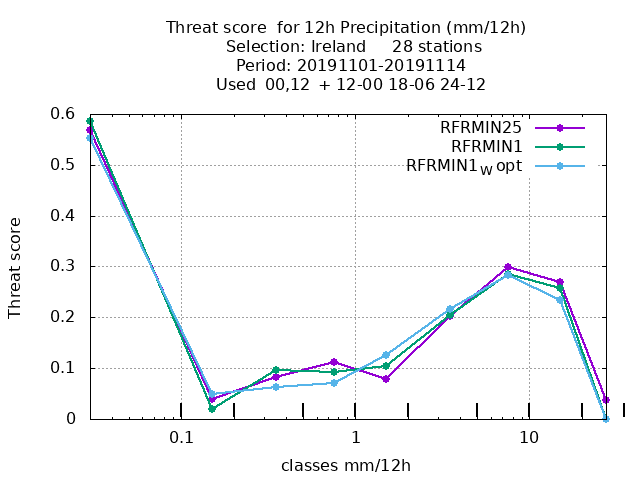 Threat score  for 12h Precipitation (mm/12h)
Selection: Ireland     28 stations
Period: 20191101-20191114
Used  00,12  + 12-00 18-06 24-12
RFRMIN25
RFRMIN1
RFRMIN1W opt
Threat score
0.6
0.5
0.4
0.3
0.2
0.1
0
0.1
1
10
classes mm/12h